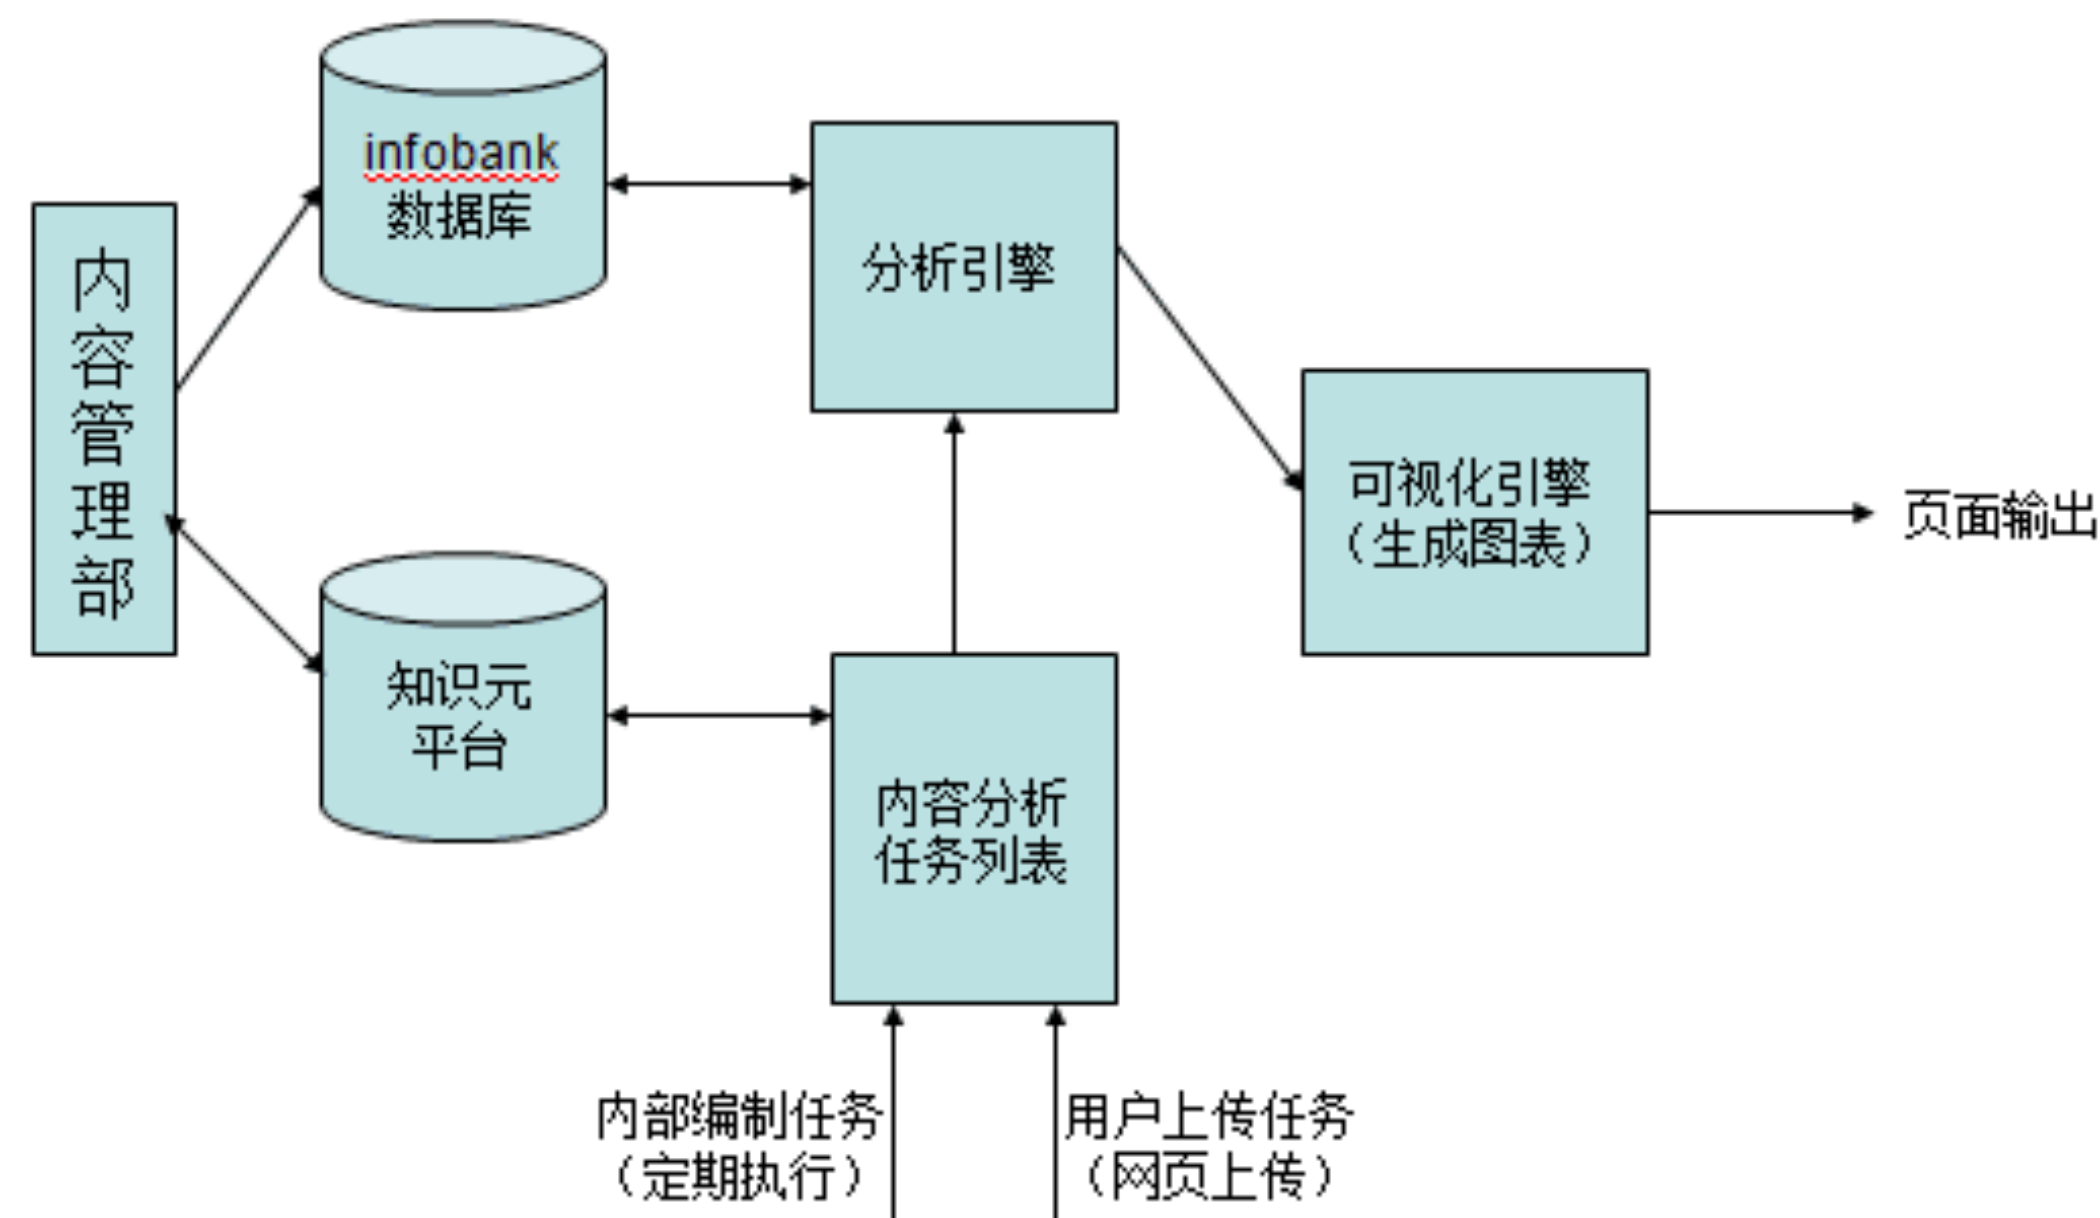 内容管理部
infobank
数据库
分析引擎
可视化引擎
（生成图表）
页面输出
知识元
平台
内容分析
任务列表
内部编制任务
（定期执行）
用户上传任务
（网页上传）